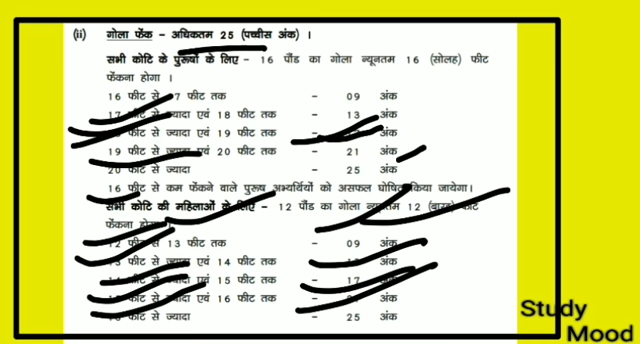 (ii) गोला फेंक – अधिकतम 25 (पच्चीस अंक) ।
सभी कोटि के पुरूषों के लिए – 16 पौंड का गोला न्यूनतम 16 (सोलह) फीट
फेंकना होगा ।
16 फीट से 7 फीट तक – 09 अंक
17 फीट से ज्यादा एवं 18 फीट तक – 13 अंक
फीट से ज्यादा एवं 19 फीट तक – अंक
19 फीट से ज्यादा एवं 20 फीट तक – 21 अंक
20 फीट से ज्यादा – 25 अंक
16 फीट से कम फेंकने वाले पुरूष अभ्यर्थियों को असफल घोषित किया जायेगा।
सभी कोटि की महिलाओं के लिए – 12 पौंड का गोला न्यूनतम 12 (बारह) फीट
फेंकना होगा
12 फीट से 13 फीट तक – 09 अंक
13 फीट से ज्यादा एवं 14 फीट तक – अंक
फीट से ज्यादा एवं 15 फीट तक – 17 अंक
फीट से ज्यादा एवं 16 फीट तक – अंक
फीट से ज्यादा – 25 अंक
Study
Mood